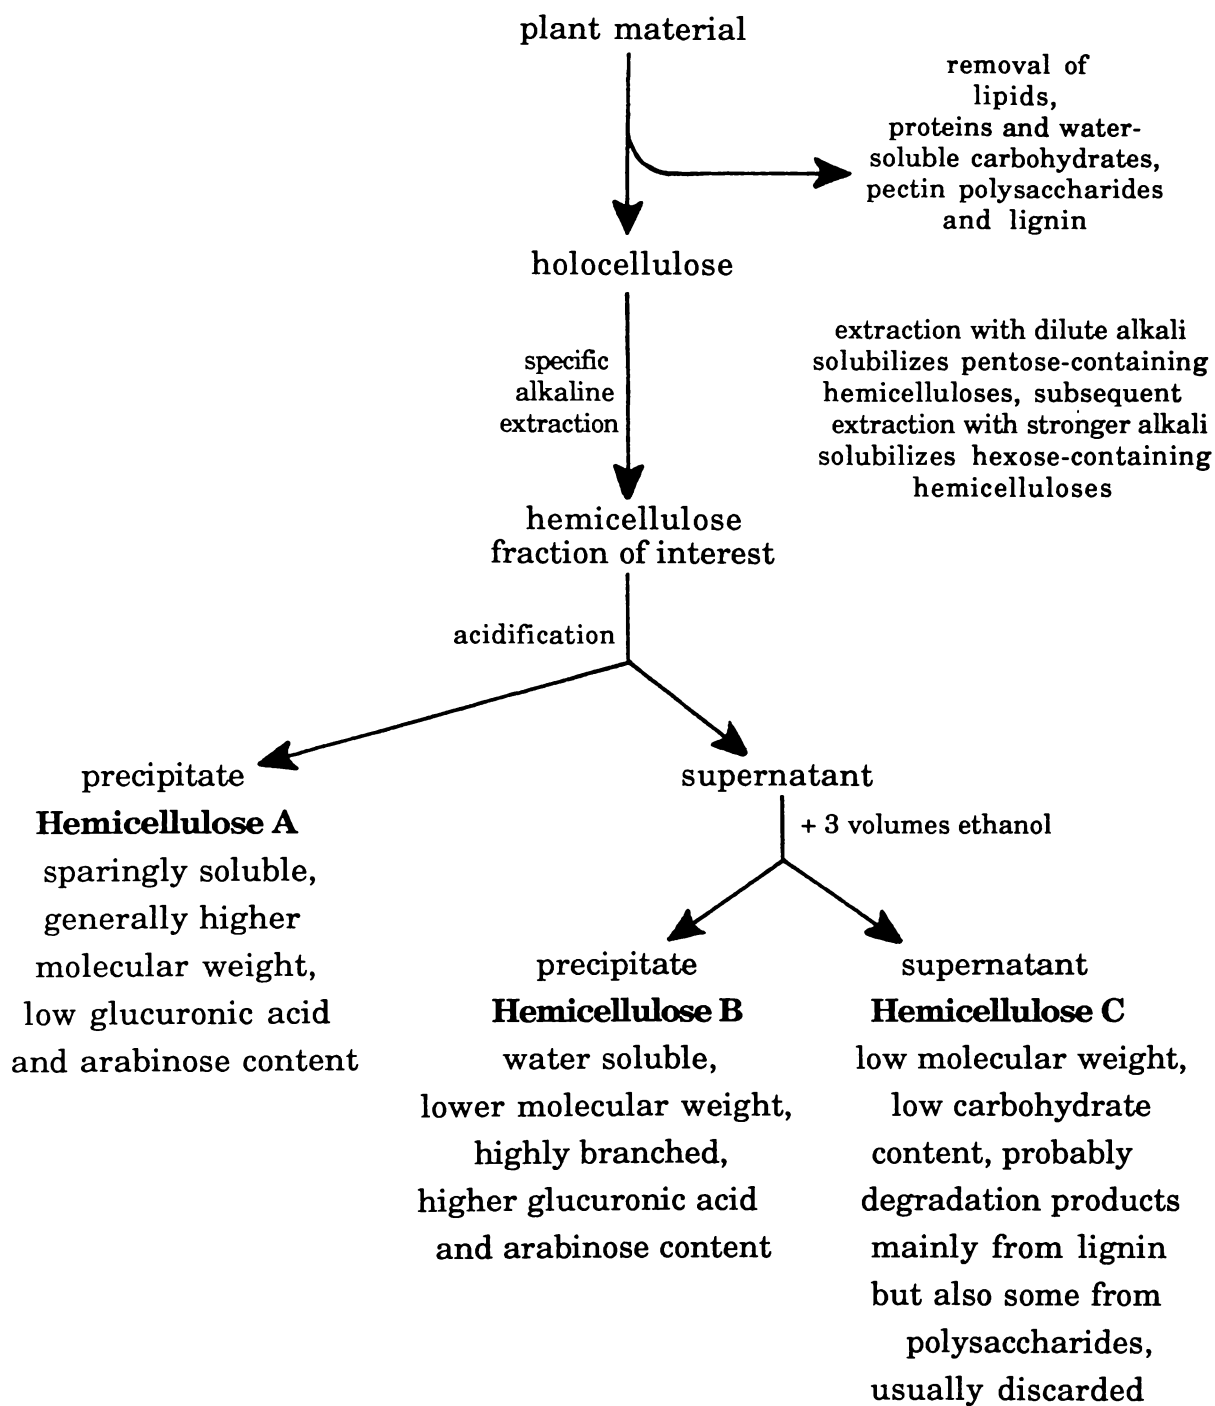 plant material
removal of
lipids,
proteins and water-
soluble carbohydrates,
pectin polysaccharides
and lignin
holocellulose
specific
alkaline
extraction
extraction with dilute alkali
solubilizes pentose-containing
hemicelluloses, subsequent
extraction with stronger alkali
solubilizes hexose-containing
hemicelluloses
hemicellulose
fraction of interest
acidification
precipitate
Hemicellulose A
sparingly soluble,
generally higher
molecular weight,
low glucuronic acid
and arabinose content
supernatant
+ 3 volumes ethanol
precipitate
Hemicellulose B
water soluble,
lower molecular weight,
highly branched,
higher glucuronic acid
and arabinose content
supernatant
Hemicellulose C
low molecular weight,
low carbohydrate
content, probably
degradation products
mainly from lignin
but also some from
polysaccharides,
usually discarded